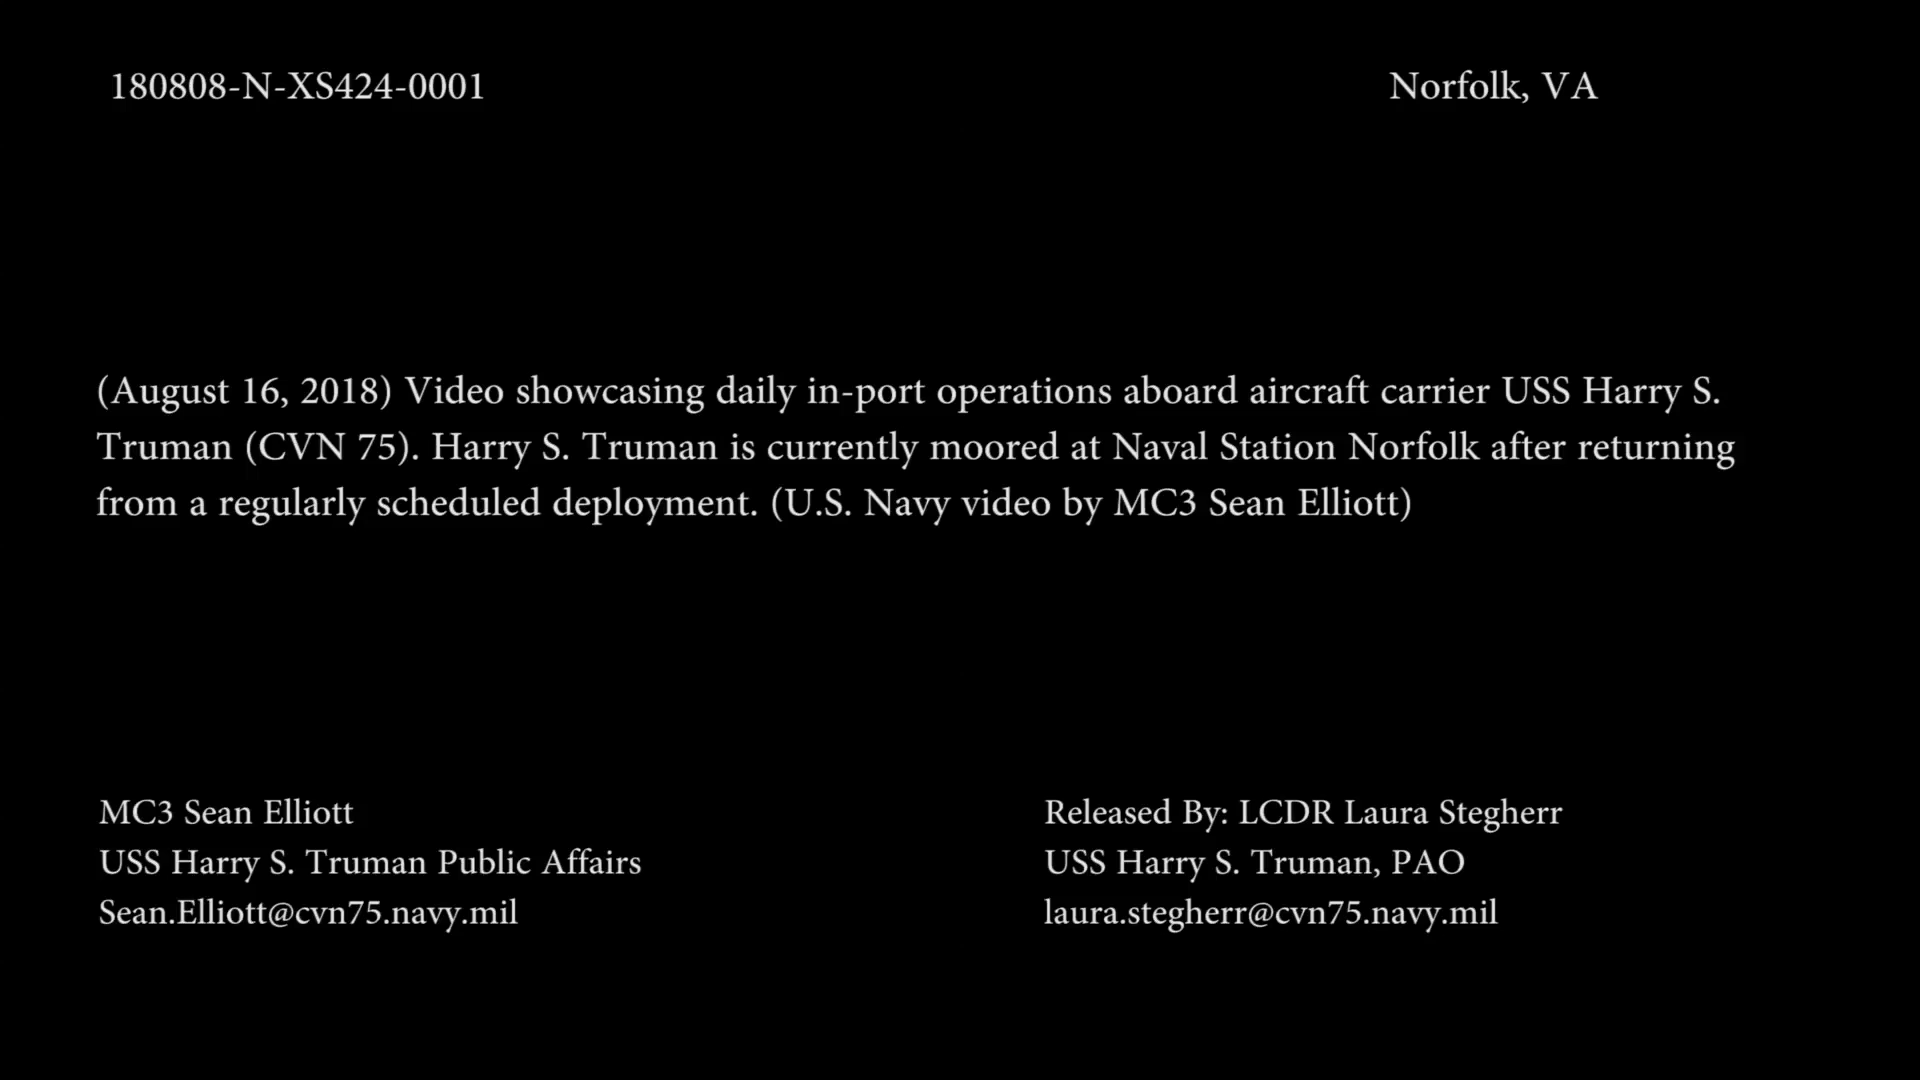 180808-N-XS424-0001
Norfolk, VA
(August 16, 2018) Video showcasing daily in-port operations aboard aircraft carrier USS Harry S.
Truman (CVN 75). Harry S. Truman is currently moored at Naval Station Norfolk after returning
from a regularly scheduled deployment. (U.S. Navy video by MC3 Sean Elliott)
MC3 Sean Elliott
USS Harry S. Truman Public Affairs
Sean.Elliott@cvn75.navy.mil
Released By: LCDR Laura Stegherr
USS Harry S. Truman, PAO
laura.stegherr@cvn75.navy.mil